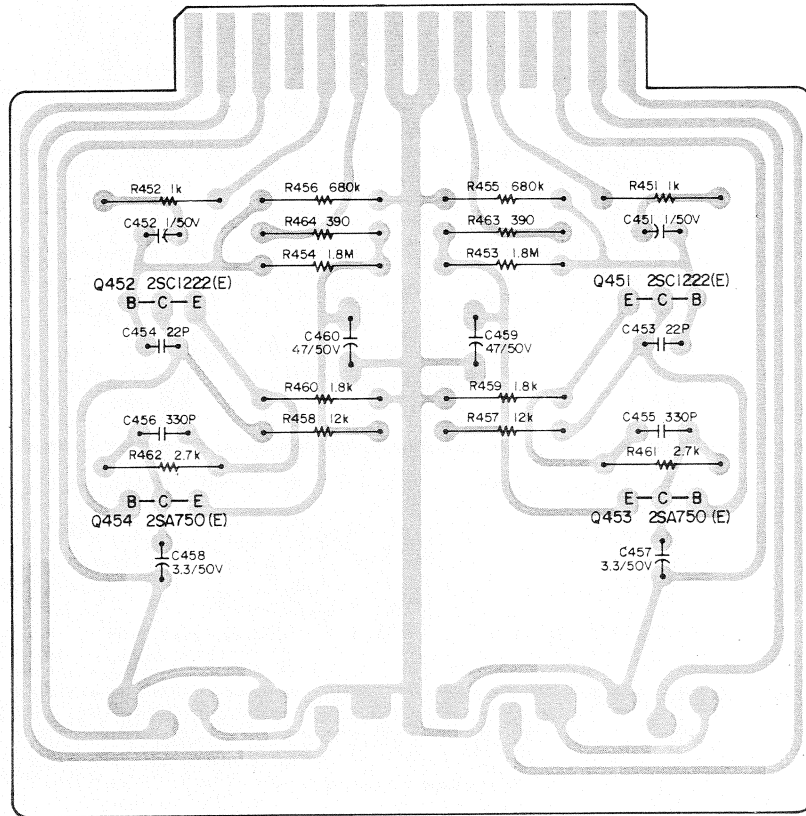 R452 1k
R456 680k
R455 680k
R451 1k
C452 1/50V
R464 390
R463 390
C451 1/50V
R454 1.8M
R453 1.8M
Q452 2SC1222(E)
B-C-E
Q451 2SC1222(E)
E-C-B
C454 22P
C460
47/50V
C459
47/50V
C453 22P
R460 1.8k
R459 1.8k
C456 330P
R458 12k
R457 12k
C455 330P
R462 2.7k
R461 2.7k
B-C-E
Q454 2SA750(E)
E-C-B
Q453 2SA750(E)
C458
3.3/50V
C457
3.3/50V